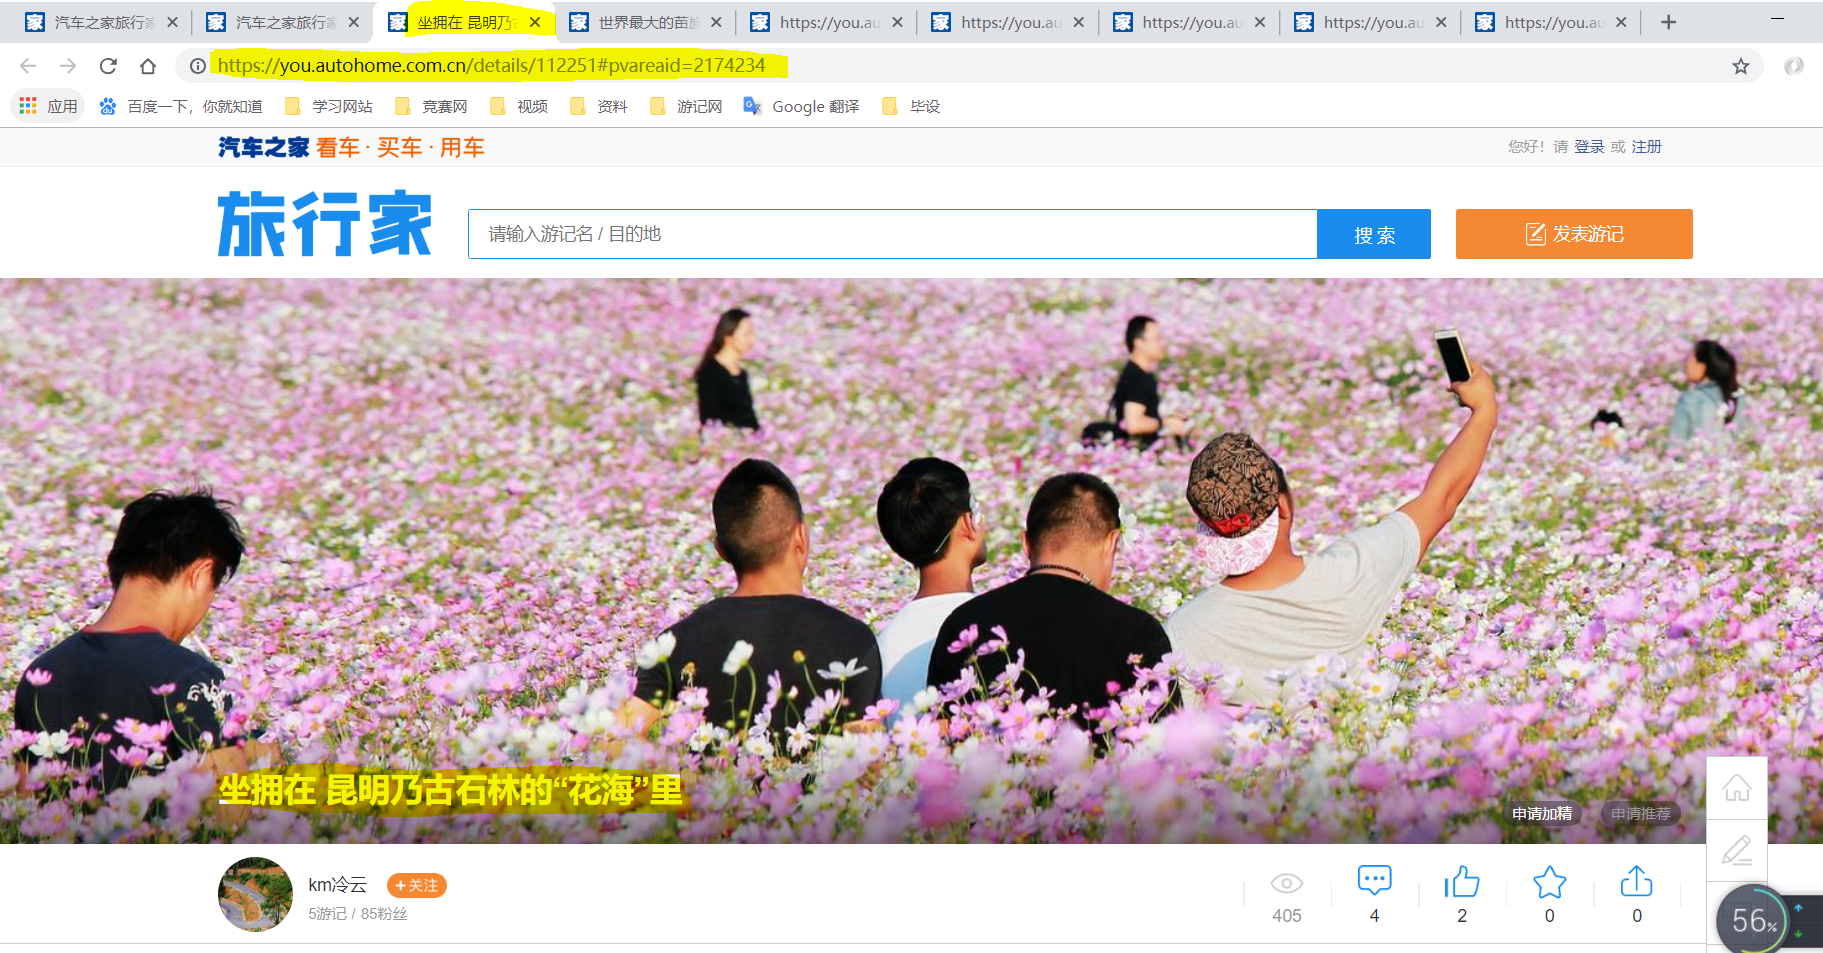 汽车之家旅行家
汽车之家旅行家
坐拥在 昆明乃古
世界最大的苗族
https://you.au
https://you.au
https://you.au
https://you.au
https://you.au
https://you.autohome.com.cn/details/112251#pvareaid=2174234
应用
百度一下，你就知道
学习网站
竞赛网
视频
资料
游记网
Google 翻译
毕设
汽车之家 看车·买车·用车
您好！请 登录 或 注册
旅行家
请输入游记名 / 目的地
搜 索
发表游记
坐拥在 昆明乃古石林的“花海”里
申请加精
申请推荐
km冷云
+关注
5游记 / 85粉丝
405
4
2
0
0
56%